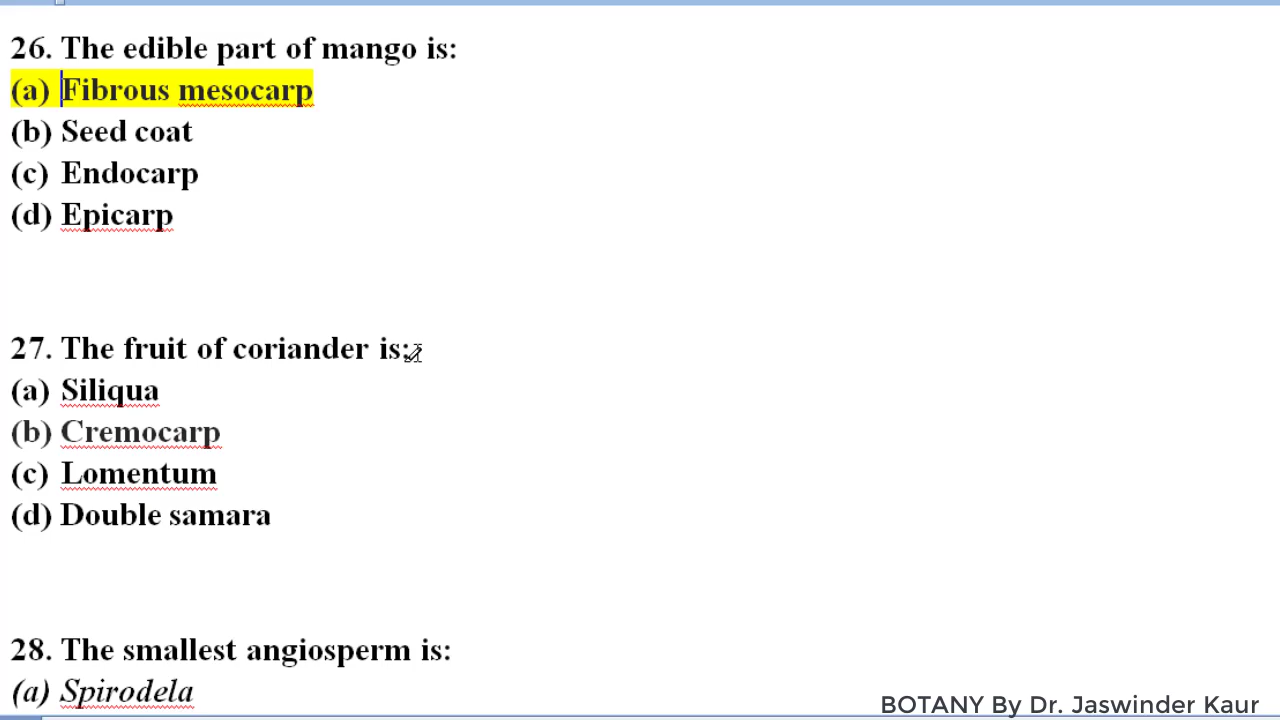 26. The edible part of mango is:
(a) Fibrous mesocarp
(b) Seed coat
(c) Endocarp
(d) Epicarp
27. The fruit of coriander is:
(a) Siliqua
(b) Cremocarp
(c) Lomentum
(d) Double samara
28. The smallest angiosperm is:
(a) Spirodela
BOTANY By Dr. Jaswinder Kaur